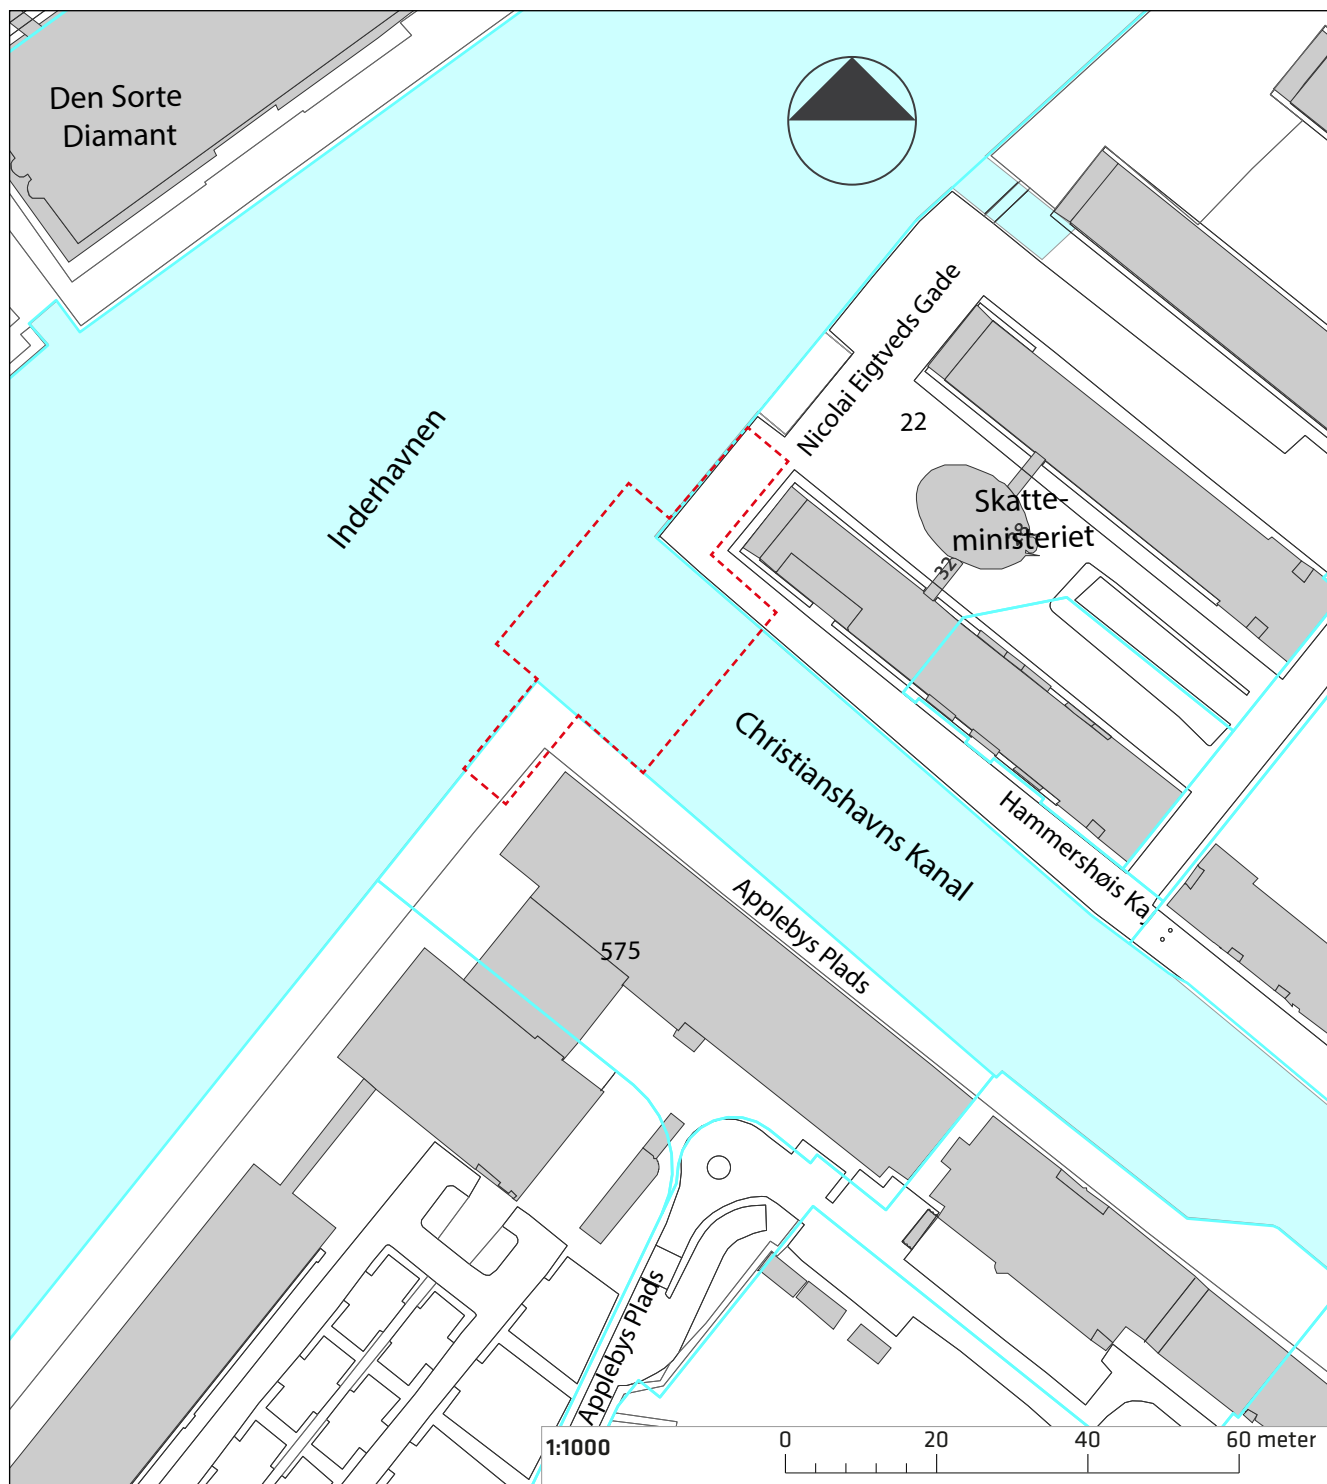 Den Sorte
Diamant
Inderhavnen
Nicolai Eigtveds Gade
22
Skatte-
ministeriet
32
Christianshavns Kanal
Hammershøis Kaj
Applebys Plads
575
Applebys Plads
1:1000
0 20 40 60 meter